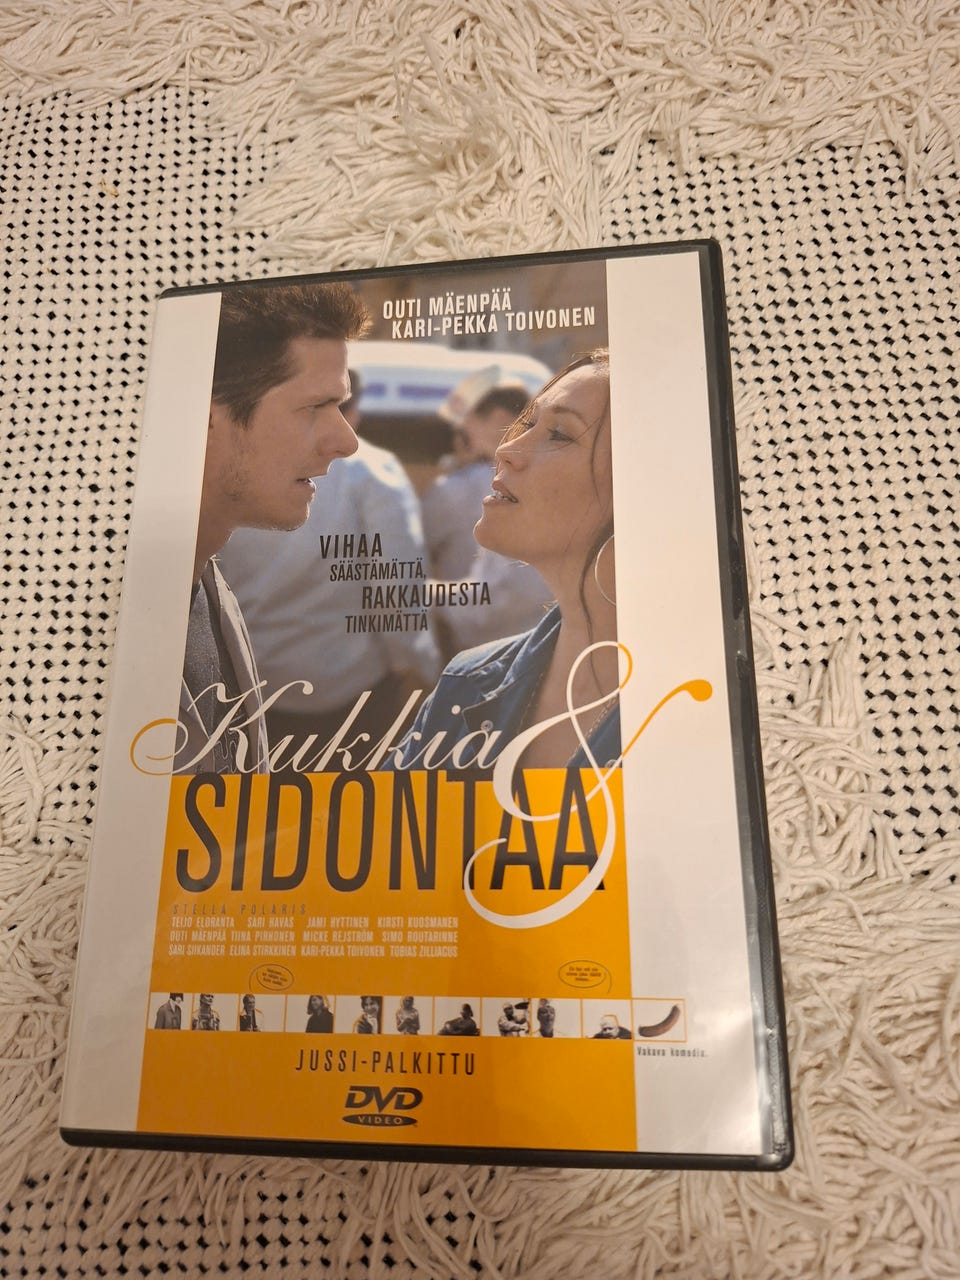 OUTI MÄENPÄÄ
KARI-PEKKA TOIVONEN
VIHAA
SÄÄSTÄMÄTTÄ,
RAKKAUDESTA
TINKIMÄTTÄ
Kukkia &
SIDONTAA
STELLA POLARIS
TEIJO ELORANTA SARI HAVAS JAMI HYTTINEN KIRSTI KUOSMANEN
OUTI MÄENPÄÄ TIINA PIRHONEN MICKE REJSTRÖM SIMO ROUTARINNE
SARI SIIKANDER ELINA STIRKKINEN KARI-PEKKA TOIVONEN TOBIAS ZILLIACUS
Vakava komedia.
JUSSI-PALKITTU
DVD
VIDEO